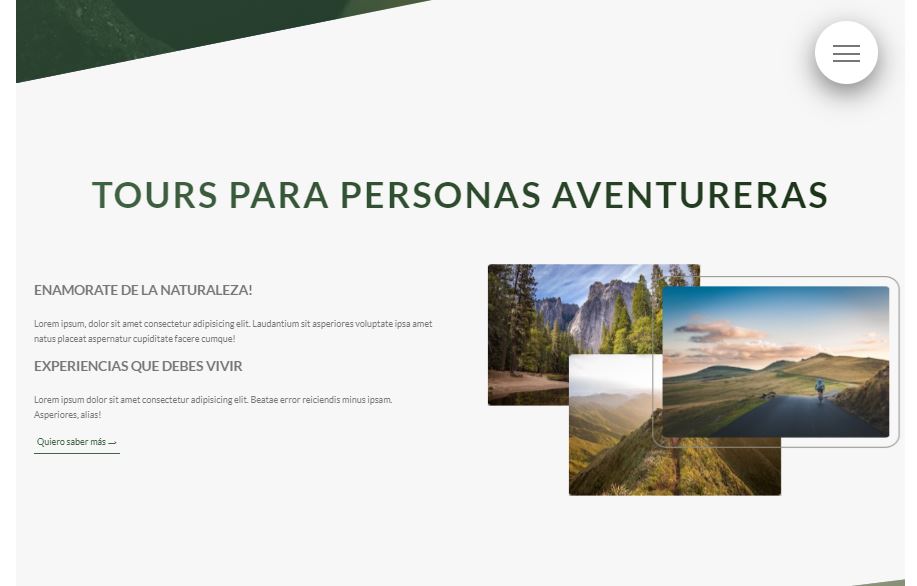 TOURS PARA PERSONAS AVENTURERAS
ENAMORATE DE LA NATURALEZA!
Lorem ipsum, dolor sit amet consectetur adipisicing elit. Laudantium sit asperiores voluptate ipsa amet
natus placeat aspernatur cupiditate facere cumque!
EXPERIENCIAS QUE DEBES VIVIR
Lorem ipsum dolor sit amet consectetur adipisicing elit. Beatae error reiciendis minus ipsam.
Asperiores, alias!
Quiero saber más →